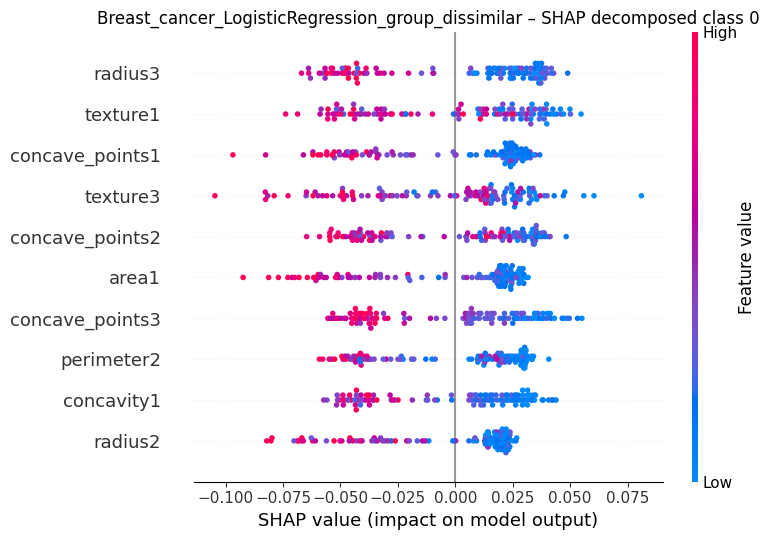 Breast_cancer_LogisticRegression_group_dissimilar – SHAP decomposed class 0
High
radius3
texture1
concave_points1
texture3
concave_points2
area1
concave_points3
perimeter2
concavity1
radius2
Feature value
Low
−0.100 −0.075 −0.050 −0.025 0.000 0.025 0.050 0.075
SHAP value (impact on model output)